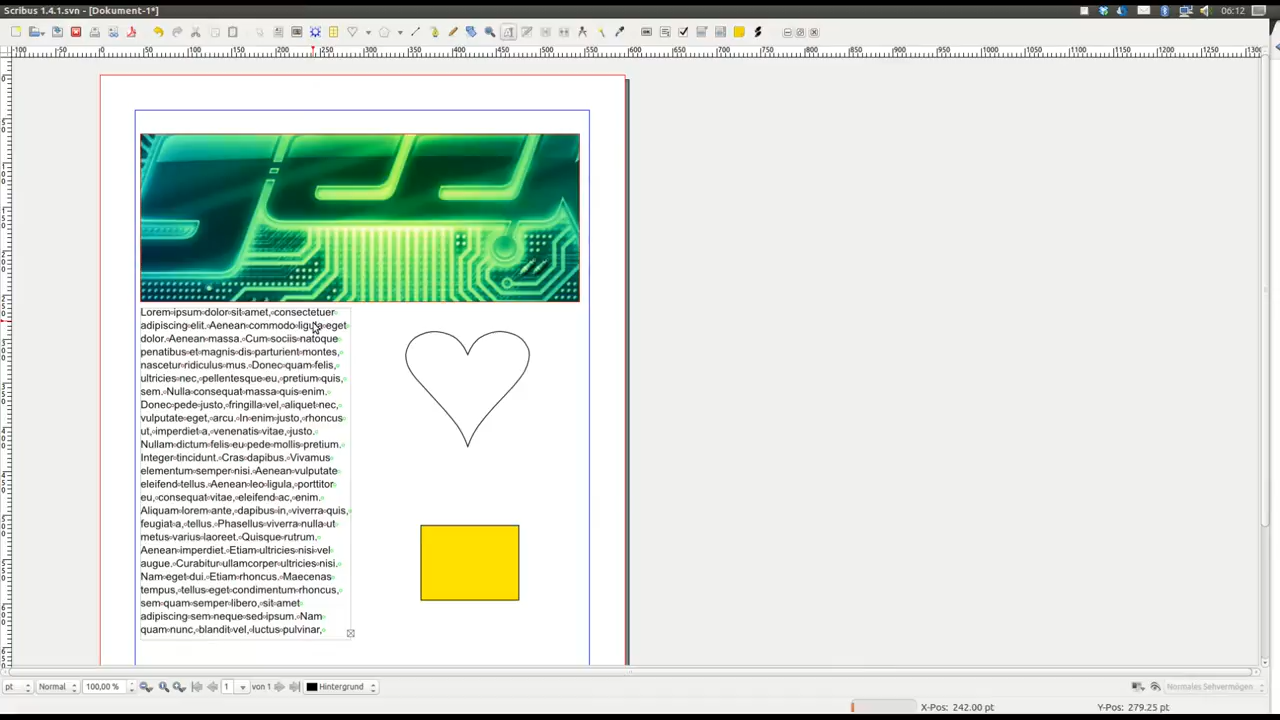 Scribus 1.4.1.svn - [Dokument-1*]
06:12
Lorem ipsum dolor sit amet, consectetuer
adipiscing elit. Aenean commodo ligula eget
dolor. Aenean massa. Cum sociis natoque
penatibus et magnis dis parturient montes,
nascetur ridiculus mus. Donec quam felis,
ultricies nec, pellentesque eu, pretium quis,
sem. Nulla consequat massa quis enim.
Donec pede justo, fringilla vel, aliquet nec,
vulputate eget, arcu. In enim justo, rhoncus
ut, imperdiet a, venenatis vitae, justo.
Nullam dictum felis eu pede mollis pretium.
Integer tincidunt. Cras dapibus. Vivamus
elementum semper nisi. Aenean vulputate
eleifend tellus. Aenean leo ligula, porttitor
eu, consequat vitae, eleifend ac, enim.
Aliquam lorem ante, dapibus in, viverra quis,
feugiat a, tellus. Phasellus viverra nulla ut
metus varius laoreet. Quisque rutrum.
Aenean imperdiet. Etiam ultricies nisi vel
augue. Curabitur ullamcorper ultricies nisi.
Nam eget dui. Etiam rhoncus. Maecenas
tempus, tellus eget condimentum rhoncus,
sem quam semper libero, sit amet
adipiscing sem neque sed ipsum. Nam
quam nunc, blandit vel, luctus pulvinar,
pt Normal 100,00 % 1 von 1 Hintergrund Normales Sehvermögen
X-Pos: 242.00 pt Y-Pos: 279.25 pt